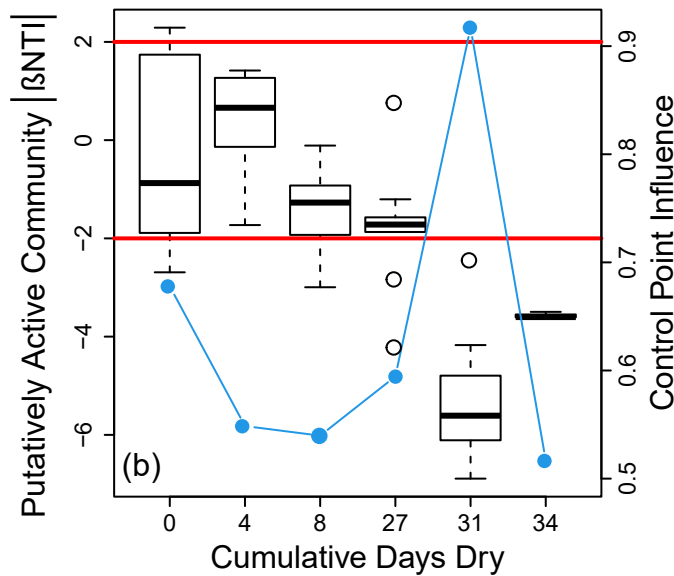 Putatively Active Community |ßNTI|
2
0
−2
−4
−6
0.9
0.8
0.7
0.6
0.5
Control Point Influence
(b)
0 4 8 27 31 34
Cumulative Days Dry